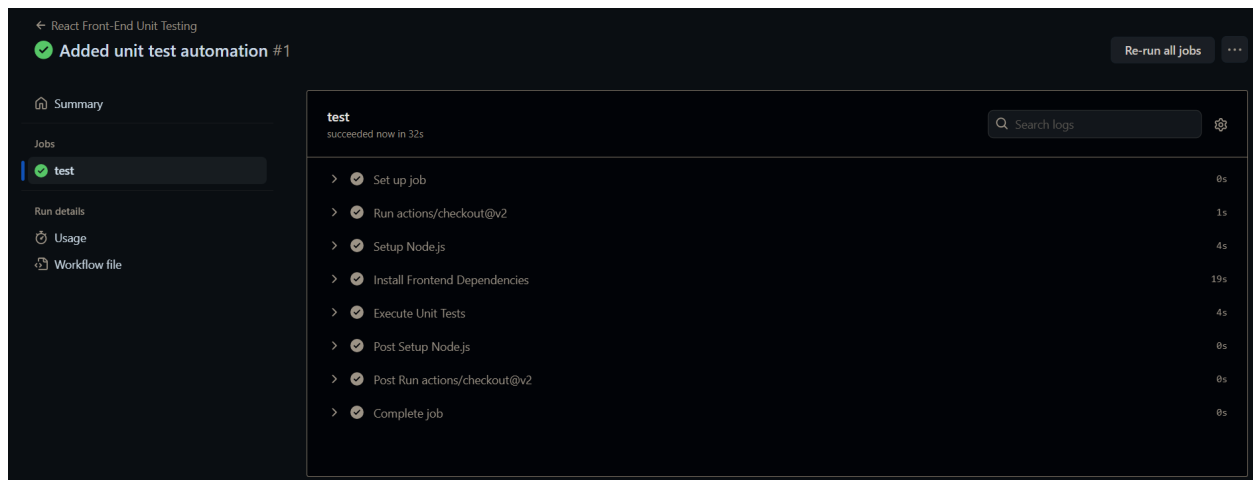 ← React Front-End Unit Testing
Added unit test automation #1
Re-run all jobs ...
Summary
Jobs
test
Run details
Usage
Workflow file
test
succeeded now in 32s
Search logs
Set up job 0s
Run actions/checkout@v2 1s
Setup Node.js 4s
Install Frontend Dependencies 19s
Execute Unit Tests 4s
Post Setup Node.js 0s
Post Run actions/checkout@v2 0s
Complete job 0s